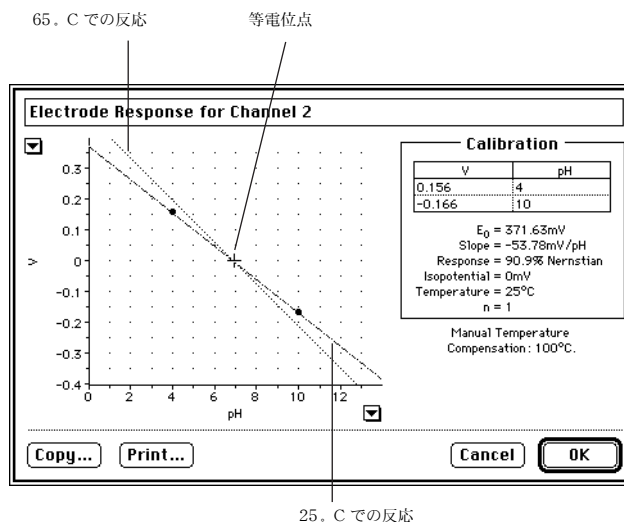 65。C での反応
等電位点
Electrode Response for Channel 2
V
0.3
0.2
0.1
0
-0.1
-0.2
-0.3
-0.4
0 2 4 6 8 10 12
pH
Calibration
V pH
0.156 4
-0.166 10
E0 = 371.63mV
Slope = -53.78mV/pH
Response = 90.9% Nernstian
Isopotential = 0mV
Temperature = 25°C
n = 1
Manual Temperature
Compensation: 100°C.
Copy... Print... Cancel OK
25。C での反応